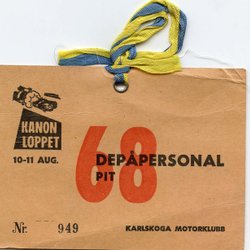 KANON
LOPPET
10-11 AUG.
68
DEPÅPERSONAL
PIT
Nr. 949
KARLSKOGA MOTORKLUBB